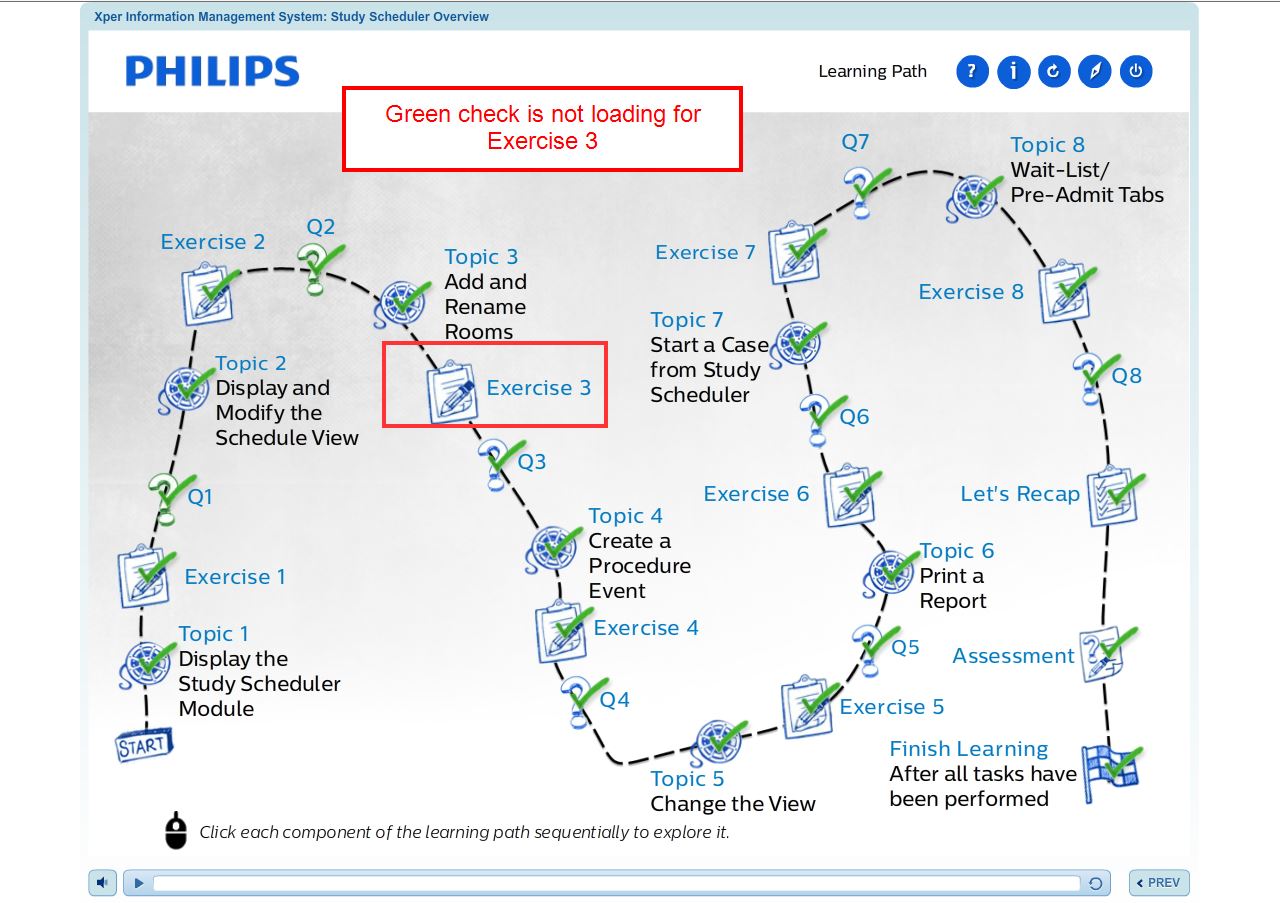 Xper Information Management System: Study Scheduler Overview
PHILIPS
Learning Path
?
i
Green check is not loading for
Exercise 3
START
Topic 1
Display the
Study Scheduler
Module
Exercise 1
Q1
Topic 2
Display and
Modify the
Schedule View
Exercise 2
Q2
Topic 3
Add and
Rename
Rooms
Exercise 3
Q3
Topic 4
Create a
Procedure
Event
Exercise 4
Q4
Topic 5
Change the View
Exercise 5
Q5
Topic 6
Print a
Report
Exercise 6
Q6
Topic 7
Start a Case
from Study
Scheduler
Exercise 7
Q7
Topic 8
Wait-List/
Pre-Admit Tabs
Exercise 8
Q8
Let's Recap
Assessment
Finish Learning
After all tasks have
been performed
Click each component of the learning path sequentially to explore it.
PREV